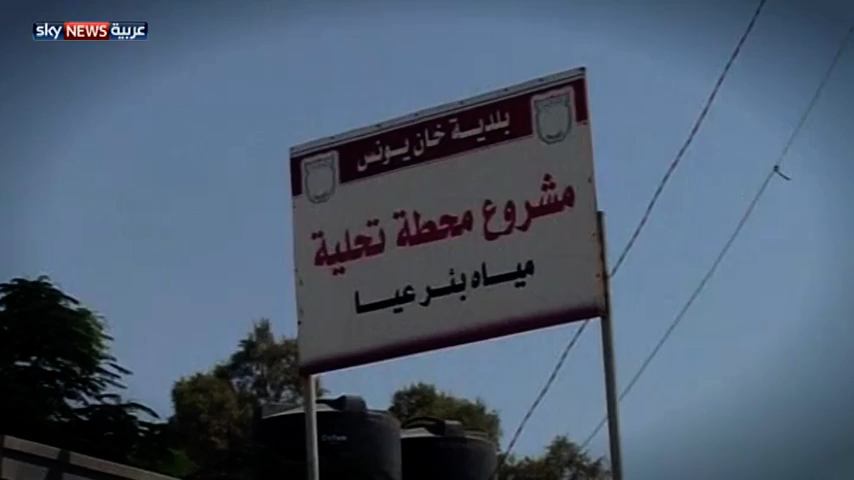 sky NEWS عربية
بلدية خان يونس
مشروع محطة تحلية
مياه بئر عيا